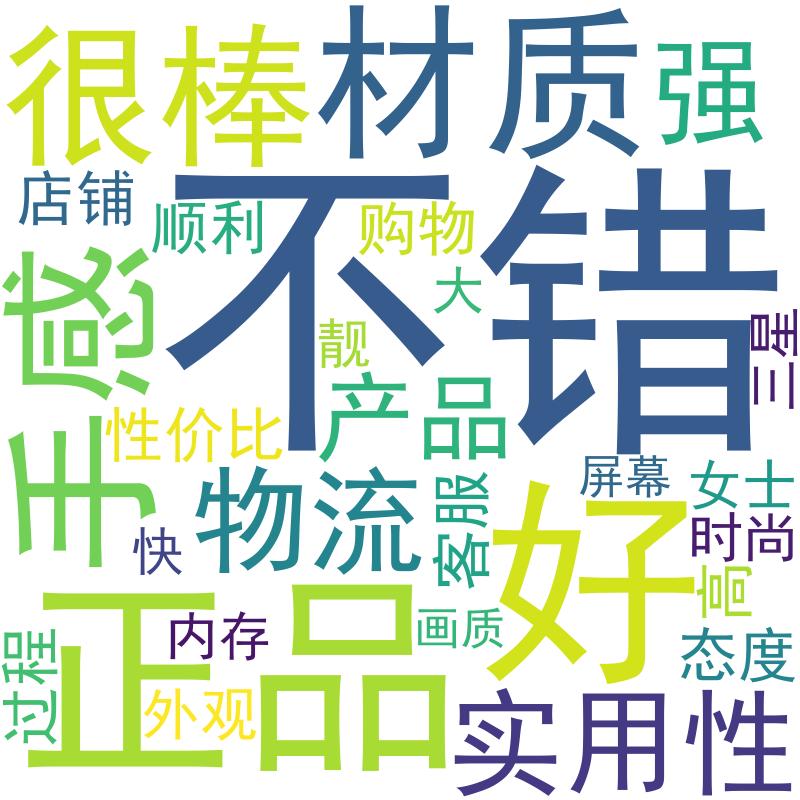 很棒
材质
强
店铺
顺利
购物
不错
大
手感
靓
三星
性价比
产品
屏幕
女士
物流
客服
快
好
时尚
高
正品
内存
画质
过程
态度
外观
实用性